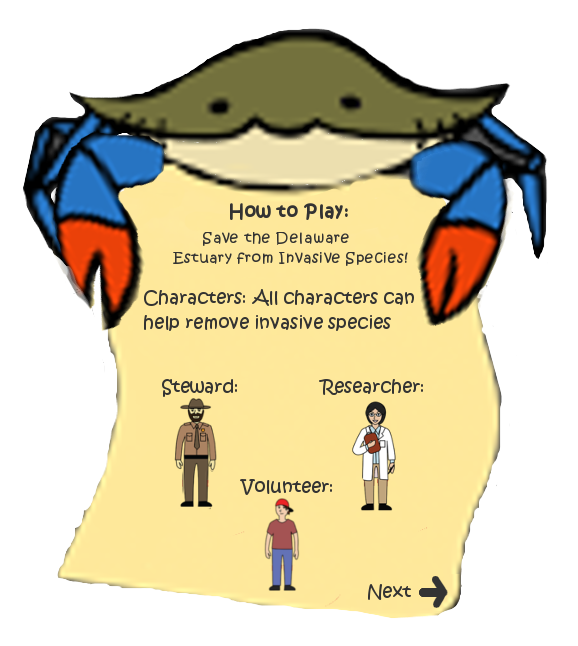 How to Play:
Save the Delaware
Estuary from Invasive Species!
Characters: All characters can
help remove invasive species
Steward:
Researcher:
Volunteer:
Next